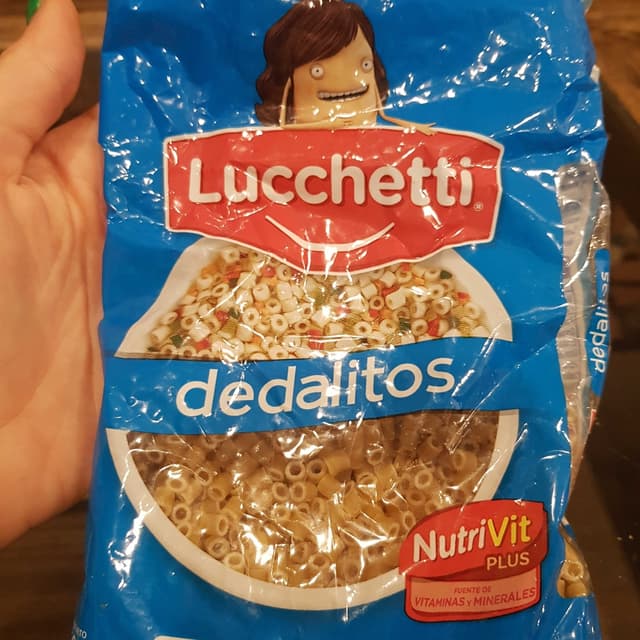 Lucchetti®
dedalitos
dedalitos
NutriVit
PLUS
FUENTE DE
VITAMINAS Y MINERALES